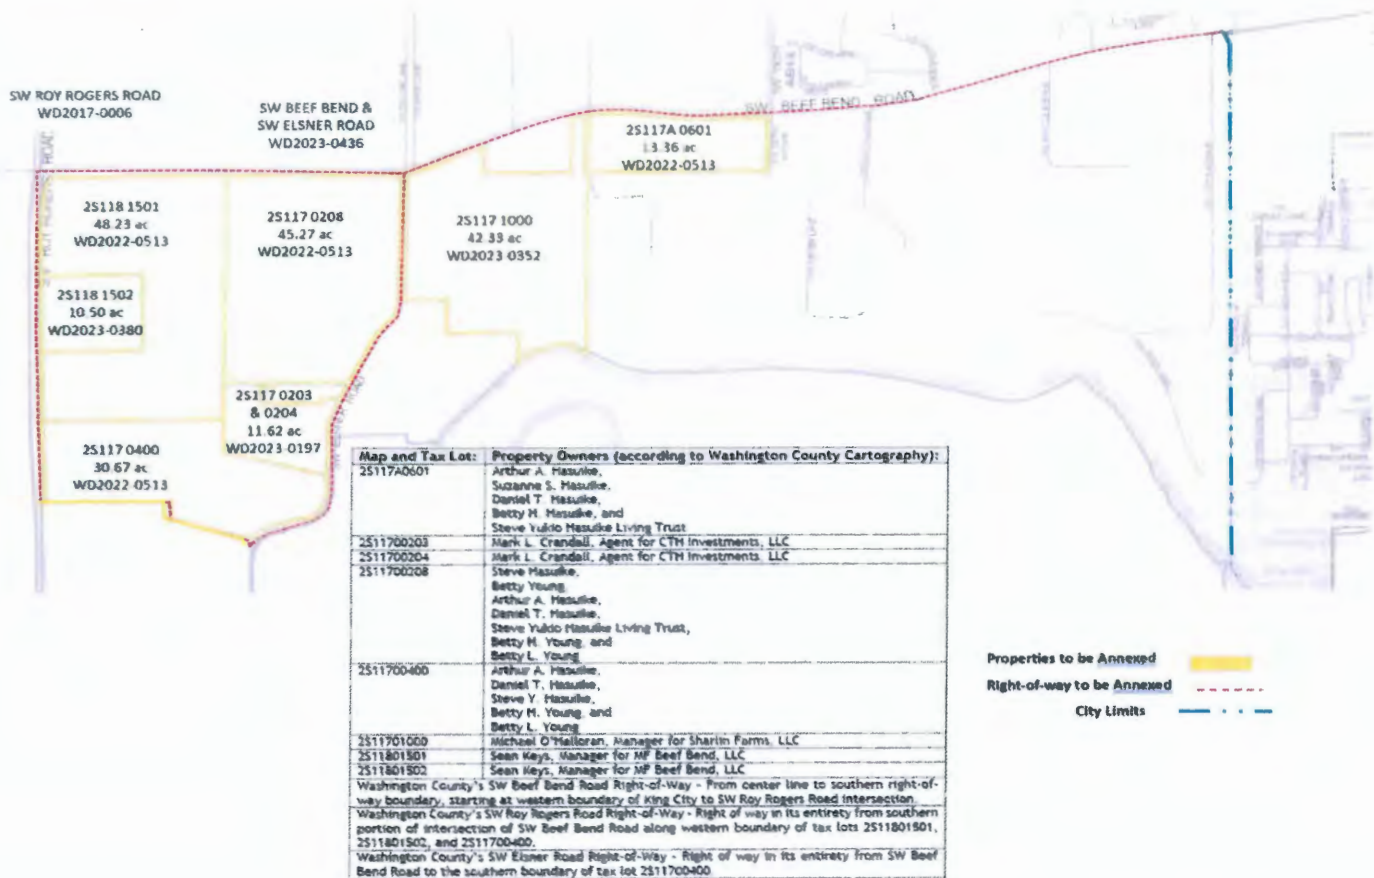 SW ROY ROGERS ROAD
WD2017-0006
SW BEEF BEND &
SW ELSNER ROAD
WD2023-0436
SW BEEF BEND ROAD
2S117A 0601
13.36 ac
WD2022-0513
2S118 1501
48.23 ac
WD2022-0513
2S117 0208
45.27 ac
WD2022-0513
2S117 1000
42.33 ac
WD2023-0352
2S118 1502
10.50 ac
WD2023-0380
2S117 0203
& 0204
11.62 ac
WD2023-0197
2S117 0400
30.67 ac
WD2022-0513
SW ELSNER ROAD
Map and Tax Lot: Property Owners (according to Washington County Cartography):
2S117A0601 Arthur A. Hasuike,
Suzanne S. Hasuike,
Daniel T. Hasuike,
Betty H. Hasuike, and
Steve Yukio Hasuike Living Trust
2S11700203 Mark L. Crandall, Agent for CTH Investments, LLC
2S11700204 Mark L. Crandall, Agent for CTH Investments, LLC
2S11700208 Steve Hasuike,
Betty Young
Arthur A. Hasuike,
Daniel T. Hasuike,
Steve Yukio Hasuike Living Trust,
Betty H. Young, and
Betty L. Young
2S11700400 Arthur A. Hasuike,
Daniel T. Hasuike,
Steve Y. Hasuike,
Betty H. Young, and
Betty L. Young
2S11701000 Michael O'Halloran, Manager for Sharlin Farms, LLC
2S11801501 Sean Keys, Manager for MF Beef Bend, LLC
2S11801502 Sean Keys, Manager for MF Beef Bend, LLC
Washington County's SW Beef Bend Road Right-of-Way - From center line to southern right-of-
way boundary, starting at western boundary of King City to SW Roy Rogers Road intersection.
Washington County's SW Roy Rogers Road Right-of-Way - Right of way in its entirety from southern
portion of intersection of SW Beef Bend Road along western boundary of tax lots 2S11801501,
2S11801502, and 2S11700400.
Washington County's SW Elsner Road Right-of-Way - Right of way in its entirety from SW Beef
Bend Road to the southern boundary of tax lot 2S11700400
Properties to be Annexed
Right-of-way to be Annexed
City Limits